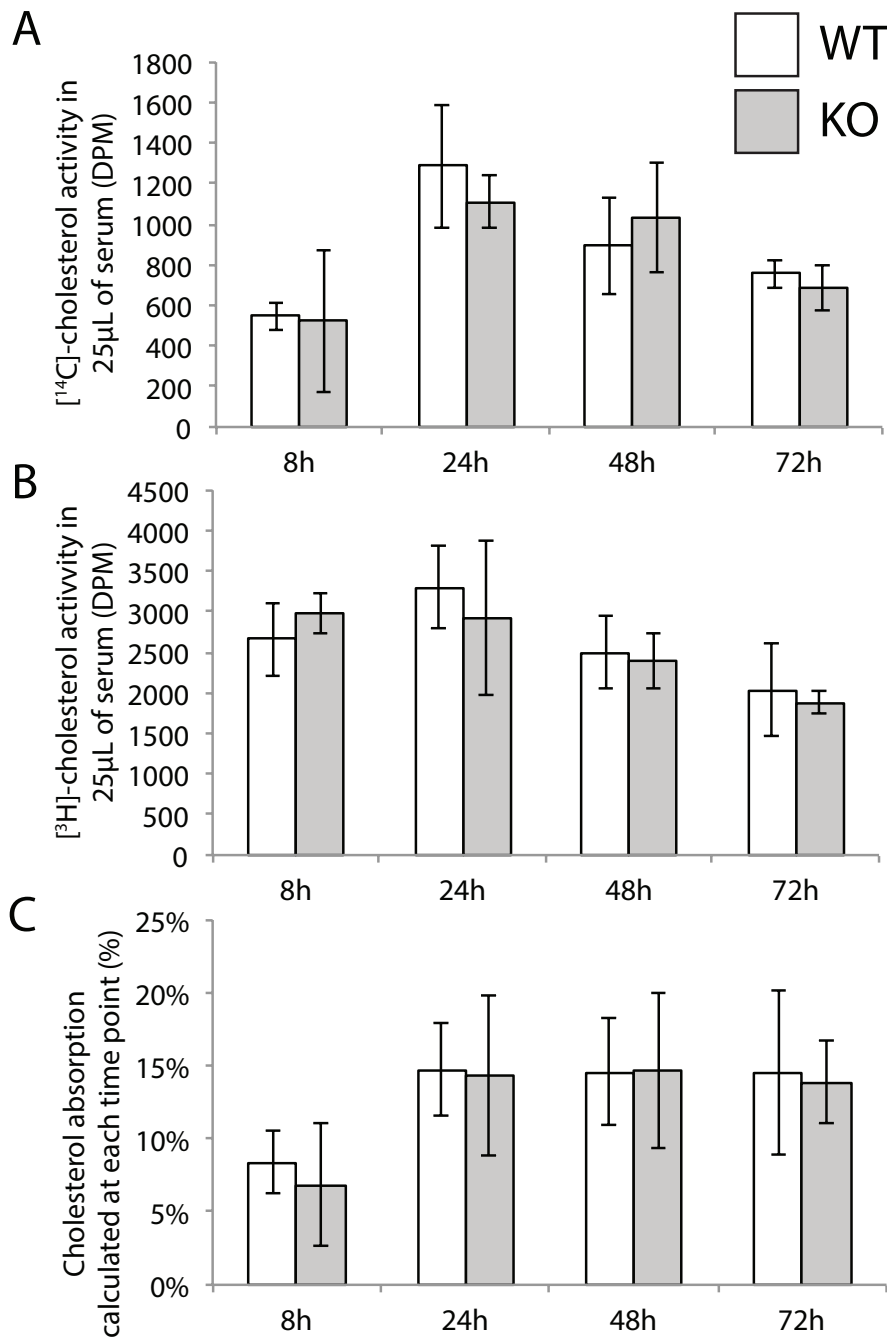 A
WT
KO
[¹⁴C]-cholesterol activity in
25µL of serum (DPM)
1800
1600
1400
1200
1000
800
600
400
200
0
8h 24h 48h 72h
B
[³H]-cholesterol activvity in
25µL of serum (DPM)
4500
4000
3500
3000
2500
2000
1500
1000
500
0
8h 24h 48h 72h
C
Cholesterol absorption
calculated at each time point (%)
25%
20%
15%
10%
5%
0%
8h 24h 48h 72h